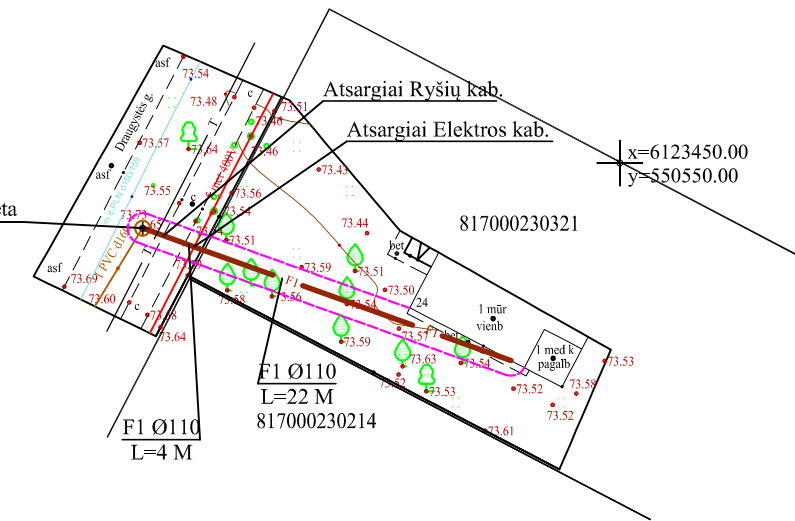 asf
73.54
c
Atsargiai Ryšių kab.
73.48
73.51
73.46
Draugystės g.
T
Atsargiai Elektros kab.
73.57
73.64
73.46
x=6123450.00
y=550550.00
asf
73.43
73.55
c
73.56
eta
73.54
73.44
817000230321
73.51
bet
asf
73.59
73.51
T
F1
73.69
73.50
73.60
73.58
73.56
73.54
24
1 mūr
vienb
c
73.58
73.57
F1
bet
73.64
73.59
1 med k
pagalb
73.53
73.63
73.54
F1 Ø110
L=22 M
817000230214
73.52
73.53
73.52
73.58
73.52
F1 Ø110
L=4 M
73.61